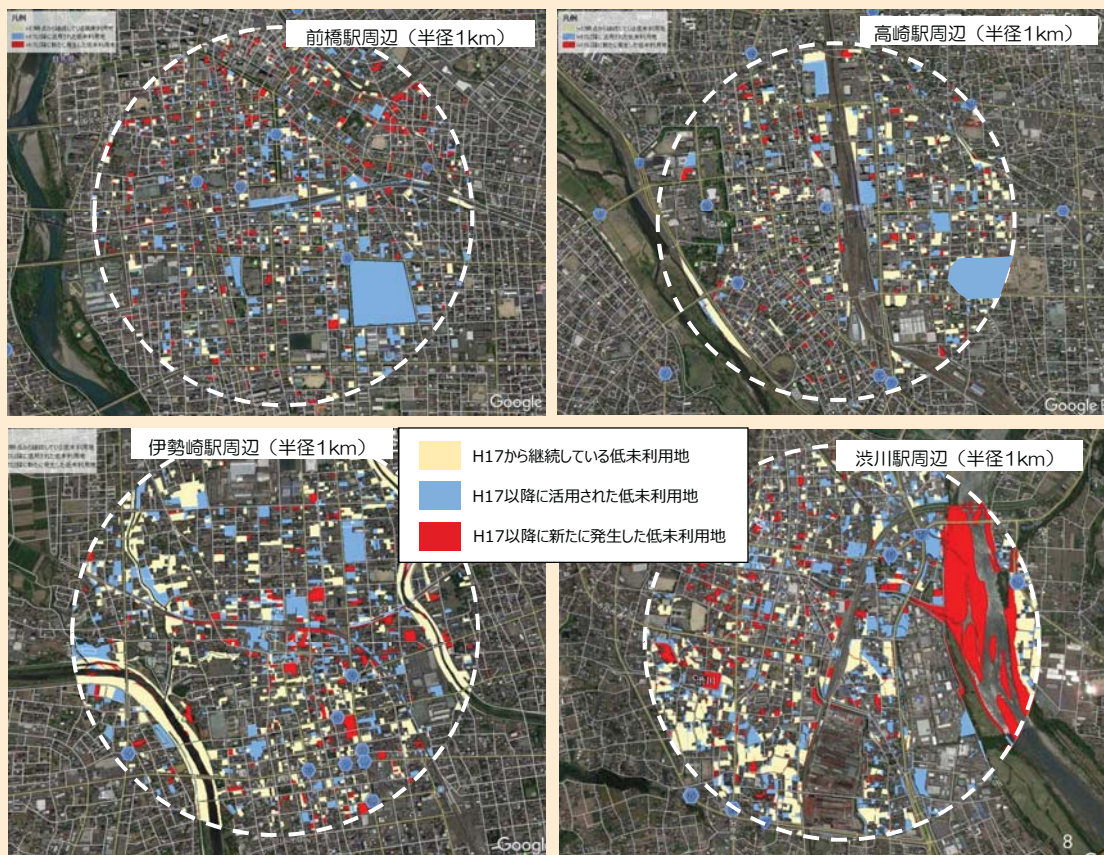 凡例
前橋駅周辺（半径1km）
Google
凡例
高崎駅周辺（半径1km）
Google
伊勢崎駅周辺（半径1km）
H17から継続している低未利用地
H17以降に活用された低未利用地
H17以降に新たに発生した低未利用地
渋川駅周辺（半径1km）
Google
8